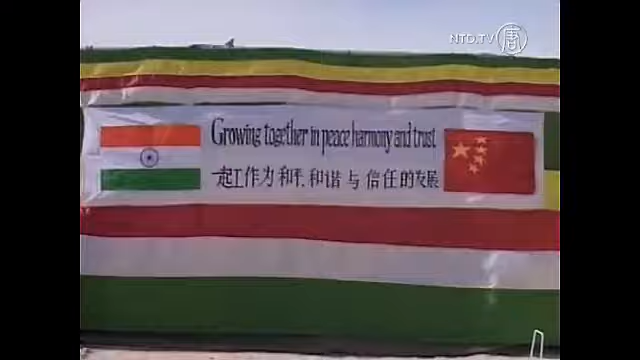 NTD.TV 唐
Growing together in peace harmony and trust
一起工作为和平.和谐与信任的发展